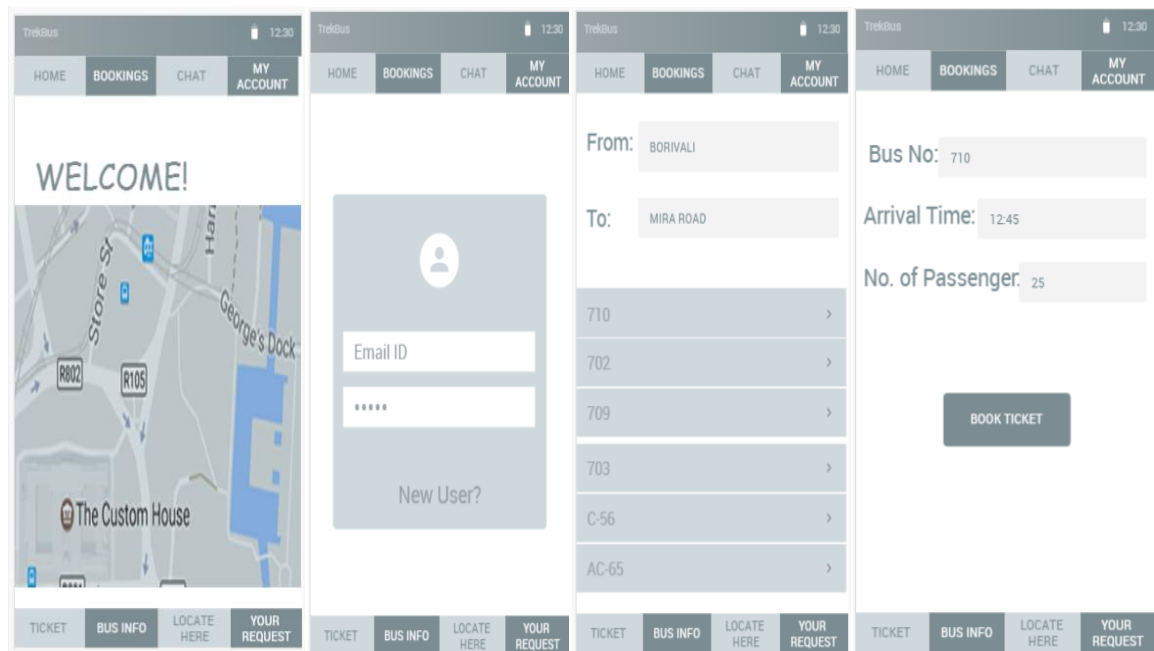 TrekBus 12:30
HOME BOOKINGS CHAT MY ACCOUNT
WELCOME!
Store St
Har
George's Dock
R802
R105
The Custom House
TICKET BUS INFO LOCATE HERE YOUR REQUEST
TrekBus 12:30
HOME BOOKINGS CHAT MY ACCOUNT
Email ID
•••••
New User?
TICKET BUS INFO LOCATE HERE YOUR REQUEST
TrekBus 12:30
HOME BOOKINGS CHAT MY ACCOUNT
From: BORIVALI
To: MIRA ROAD
710
702
709
703
C-56
AC-65
TICKET BUS INFO LOCATE HERE YOUR REQUEST
TrekBus 12:30
HOME BOOKINGS CHAT MY ACCOUNT
Bus No: 710
Arrival Time: 12:45
No. of Passenger: 25
BOOK TICKET
TICKET BUS INFO LOCATE HERE YOUR REQUEST